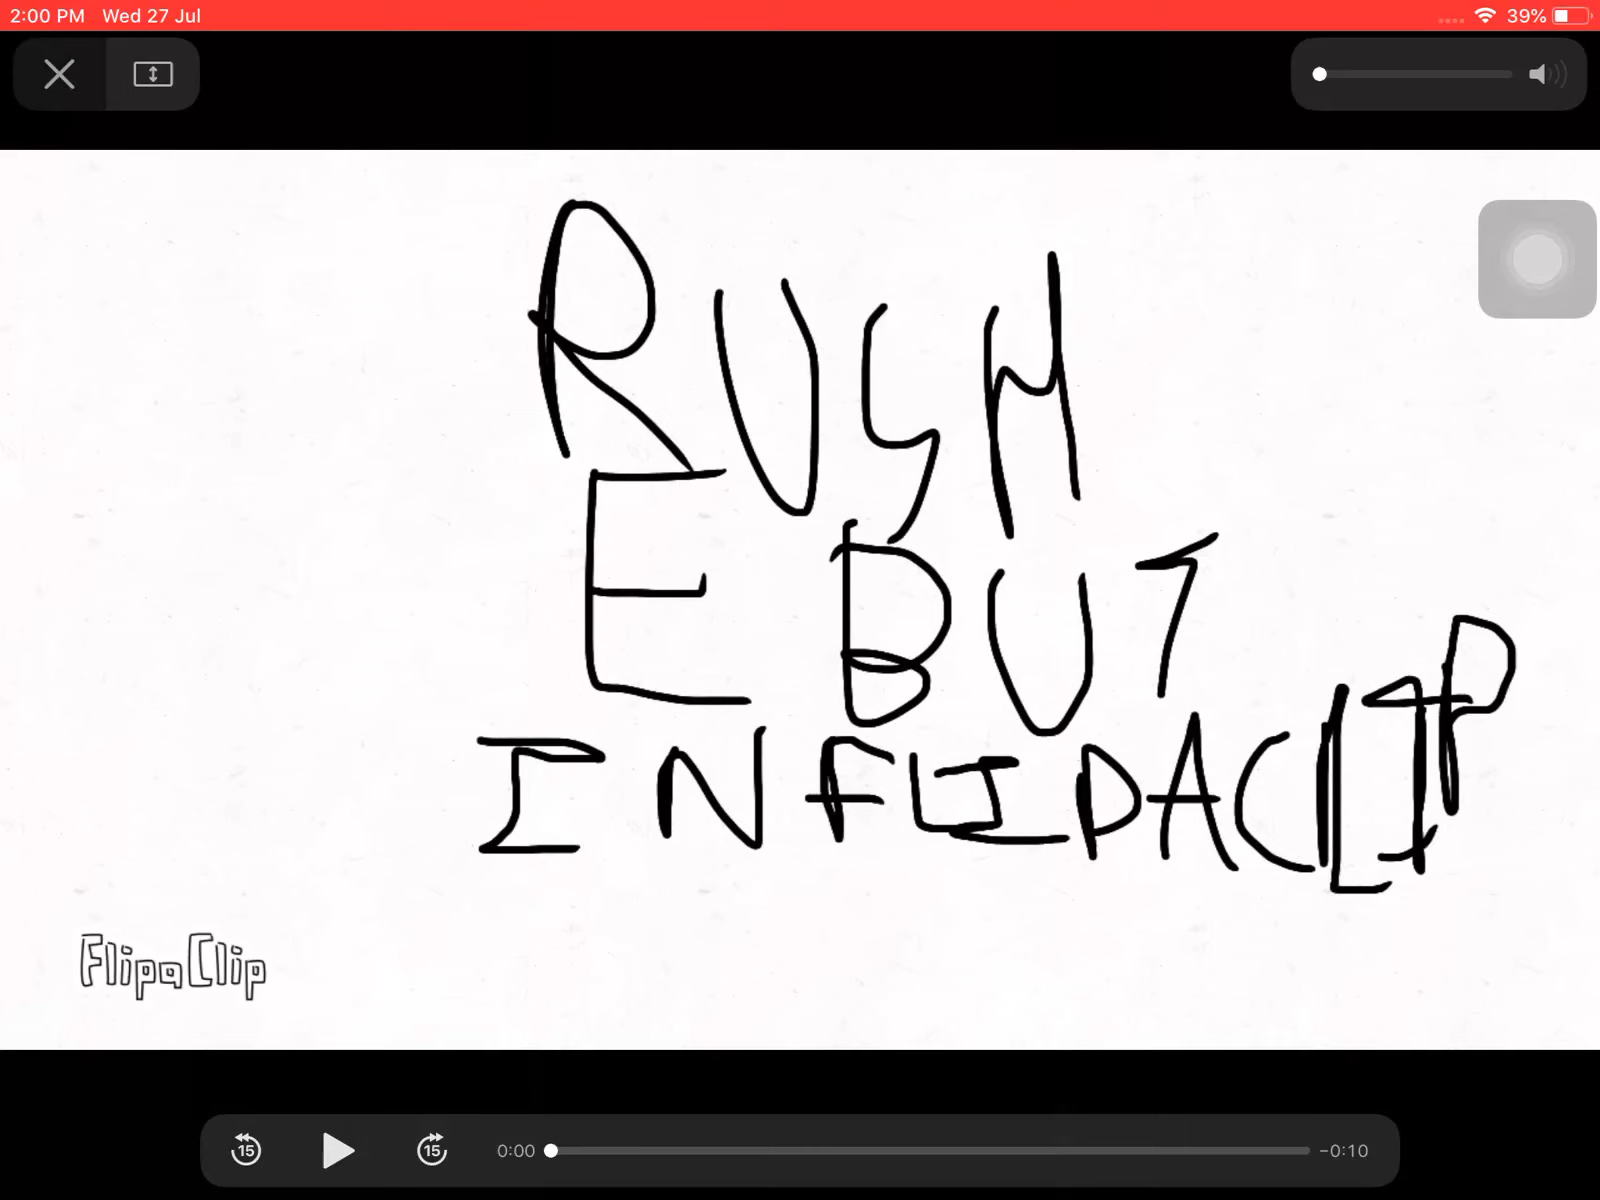 2:00 PM Wed 27 Jul 39%
RUSH
E BUT
IN FLIPACLIP
FlipaClip
15 15 0:00 -0:10